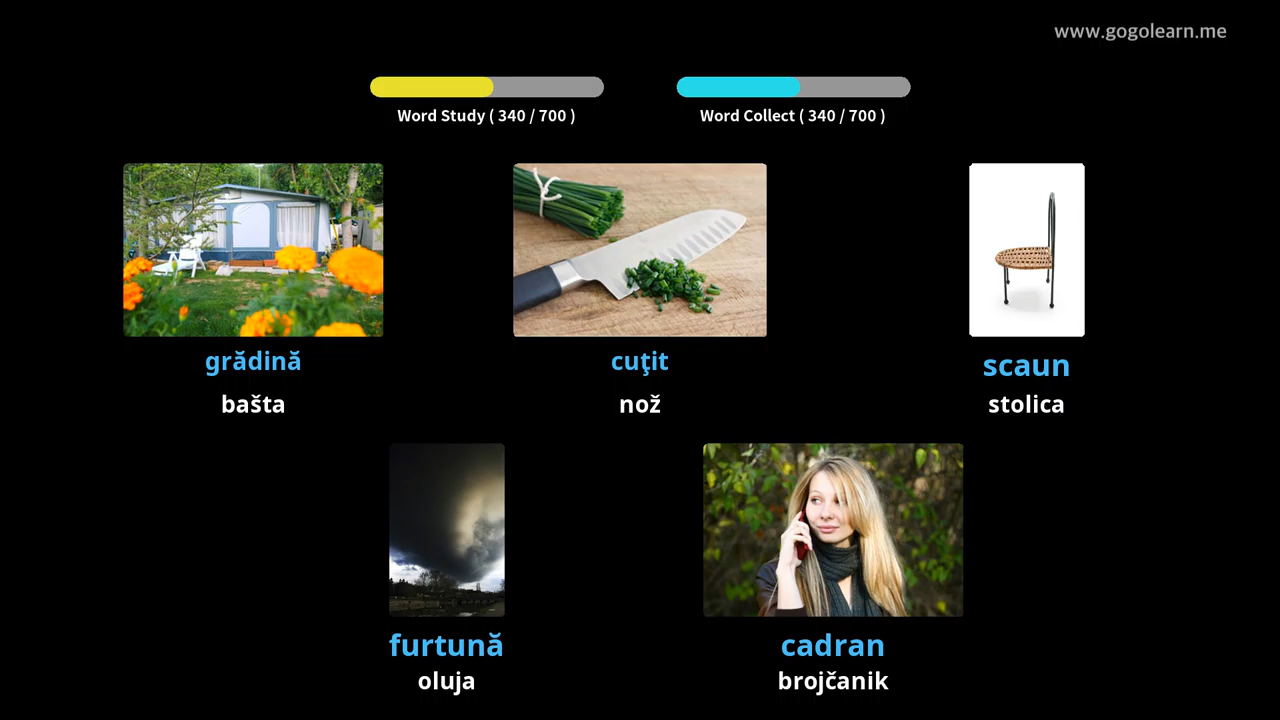 www.gogolearn.me
Word Study ( 340 / 700 )
Word Collect ( 340 / 700 )
grădină
cuţit
scaun
bašta
nož
stolica
furtună
cadran
oluja
brojčanik